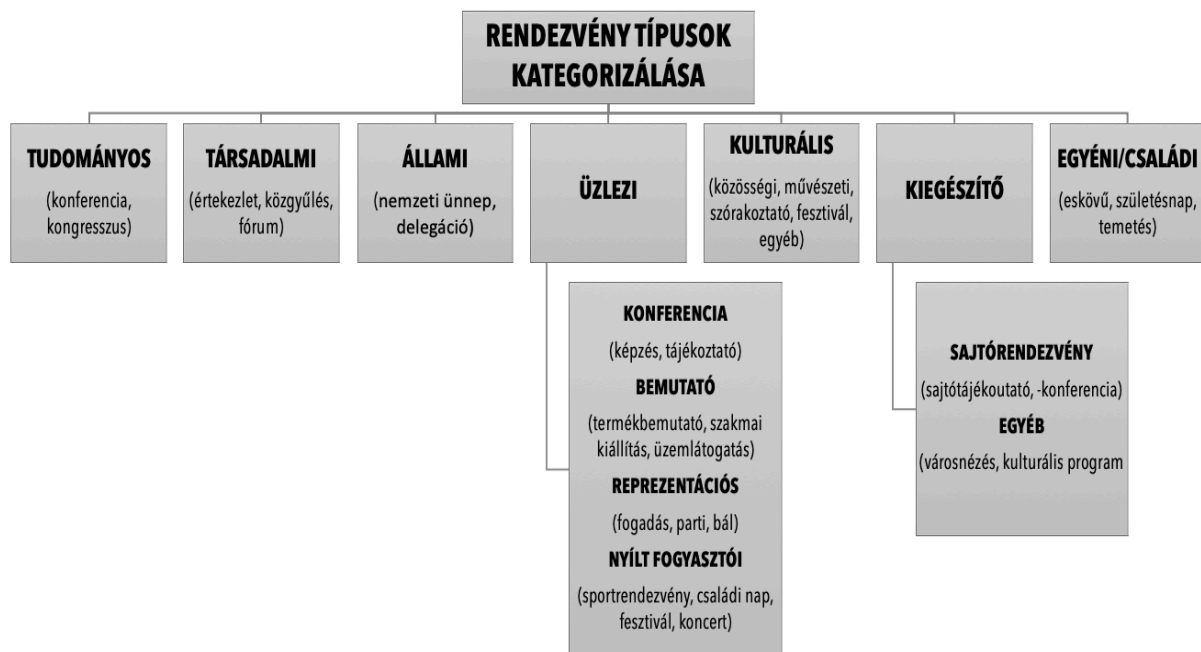 RENDEZVÉNY TÍPUSOK
KATEGORIZÁLÁSA
TUDOMÁNYOS
(konferencia,
kongresszus)
TÁRSADALMI
(értekezlet, közgyűlés,
fórum)
ÁLLAMI
(nemzeti ünnep,
delegáció)
ÜZLEZI
KULTURÁLIS
(közösségi, művészeti,
szórakoztató, fesztivál,
egyéb)
KIEGÉSZÍTŐ
EGYÉNI/CSALÁDI
(eskövű, születésnap,
temetés)
KONFERENCIA
(képzés, tájékoztató)
BEMUTATÓ
(termékbemutató, szakmai
kiállítás, üzemlátogatás)
REPREZENTÁCIÓS
(fogadás, parti, bál)
NYÍLT FOGYASZTÓI
(sportrendezvény, családi nap,
fesztivál, koncert)
SAJTÓRENDEZVÉNY
(sajtótájékoutató, -konferencia)
EGYÉB
(városnézés, kulturális program